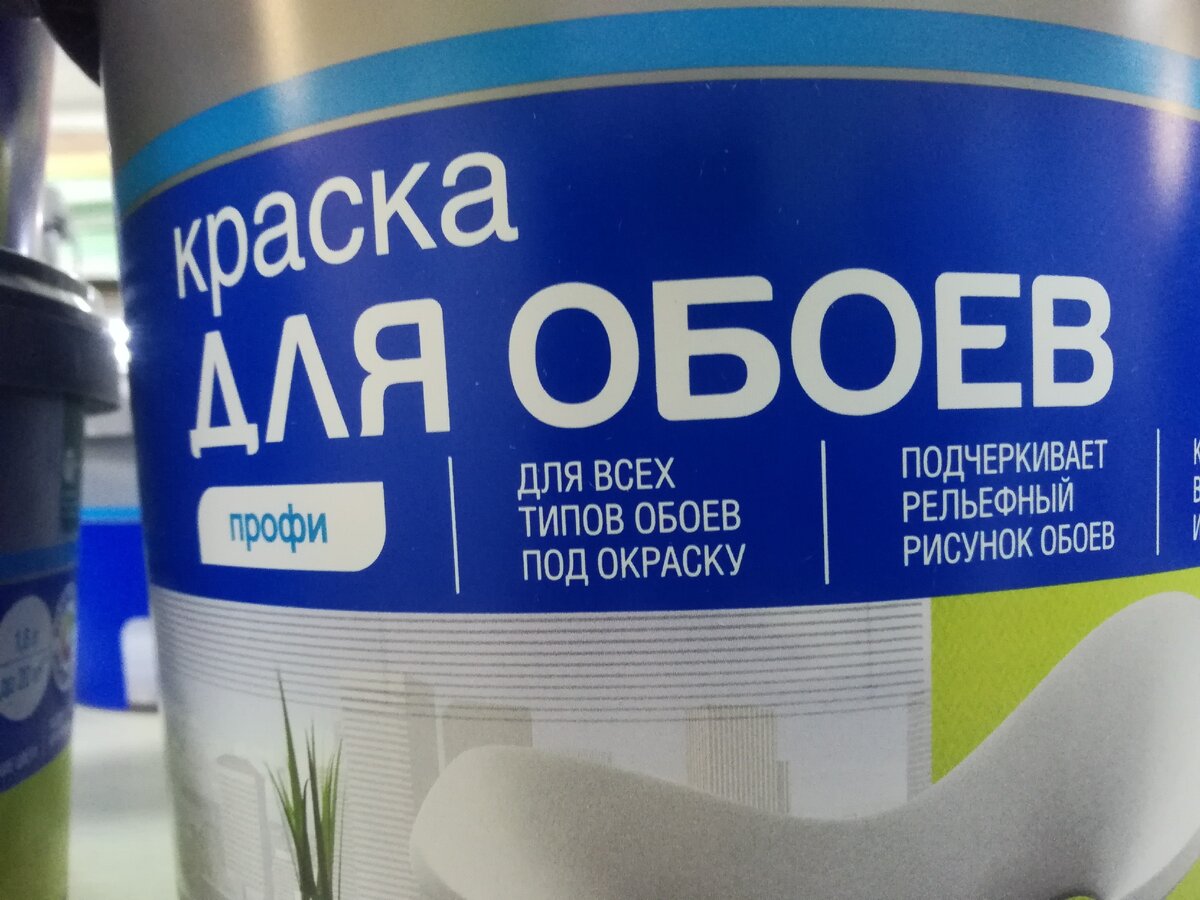 краска
ДЛЯ ОБОЕВ
профи
ДЛЯ ВСЕХ
ТИПОВ ОБОЕВ
ПОД ОКРАСКУ
ПОДЧЕРКИВАЕТ
РЕЛЬЕФНЫЙ
РИСУНОК ОБОЕВ